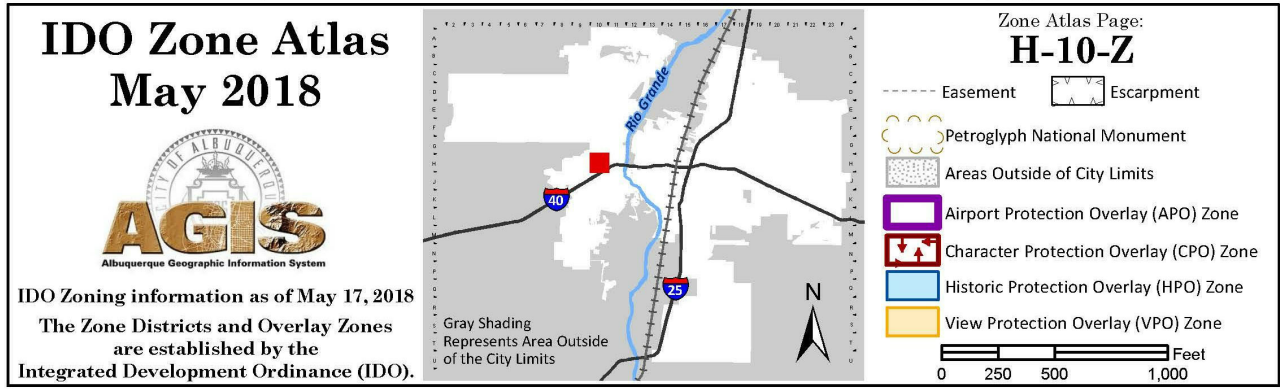 IDO Zone Atlas
May 2018
CITY OF ALBUQUERQUE
AGIS
Albuquerque Geographic Information System
IDO Zoning information as of May 17, 2018
The Zone Districts and Overlay Zones
are established by the
Integrated Development Ordinance (IDO).
Rio Grande
40
25
Gray Shading
Represents Area Outside
of the City Limits
N
Zone Atlas Page:
H-10-Z
Easement
Escarpment
Petroglyph National Monument
Areas Outside of City Limits
Airport Protection Overlay (APO) Zone
Character Protection Overlay (CPO) Zone
Historic Protection Overlay (HPO) Zone
View Protection Overlay (VPO) Zone
Feet
0 250 500 1,000